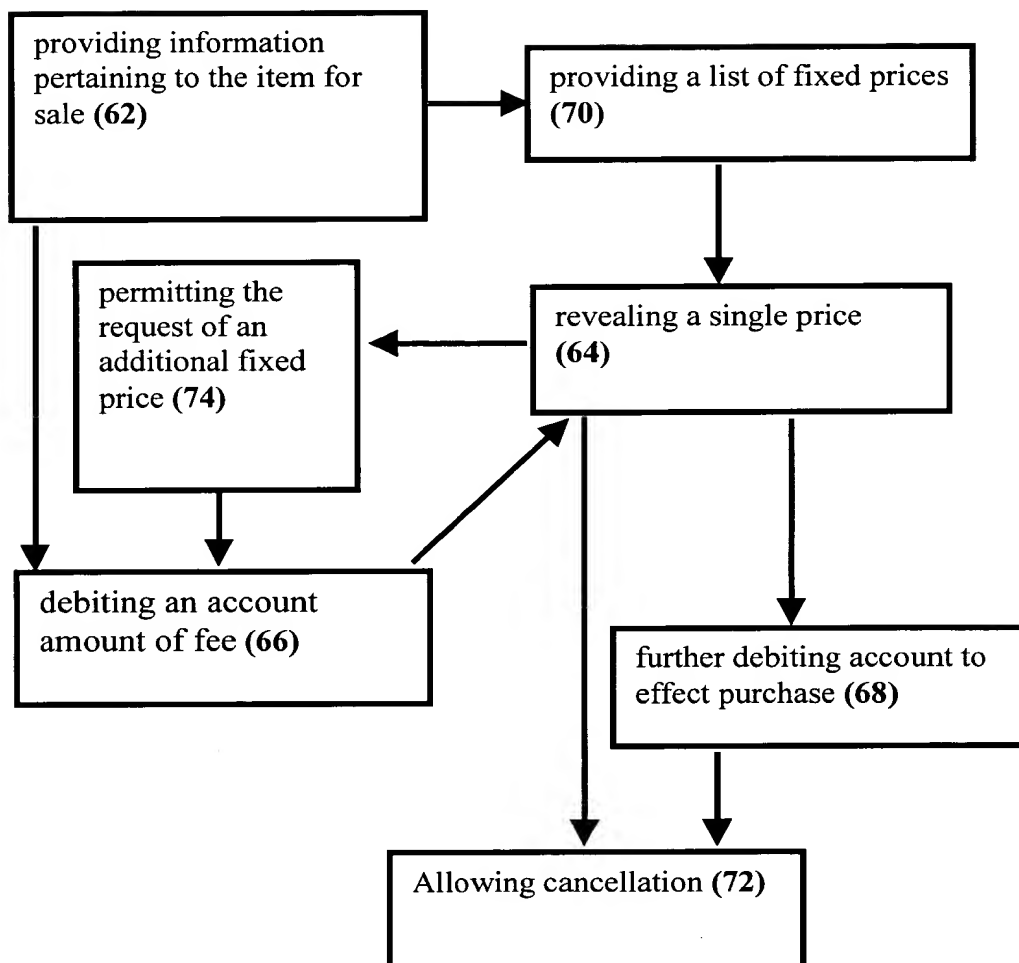 providing information
pertaining to the item for
sale (62)
providing a list of fixed prices
(70)
permitting the
request of an
additional fixed
price (74)
revealing a single price
(64)
debiting an account
amount of fee (66)
further debiting account to
effect purchase (68)
Allowing cancellation (72)